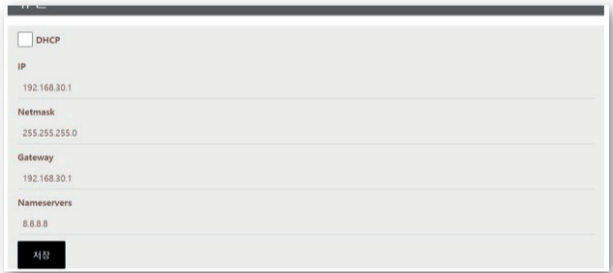 DHCP
IP
192.168.30.1
Netmask
255.255.255.0
Gateway
192.168.30.1
Nameservers
8.8.8.8
저장